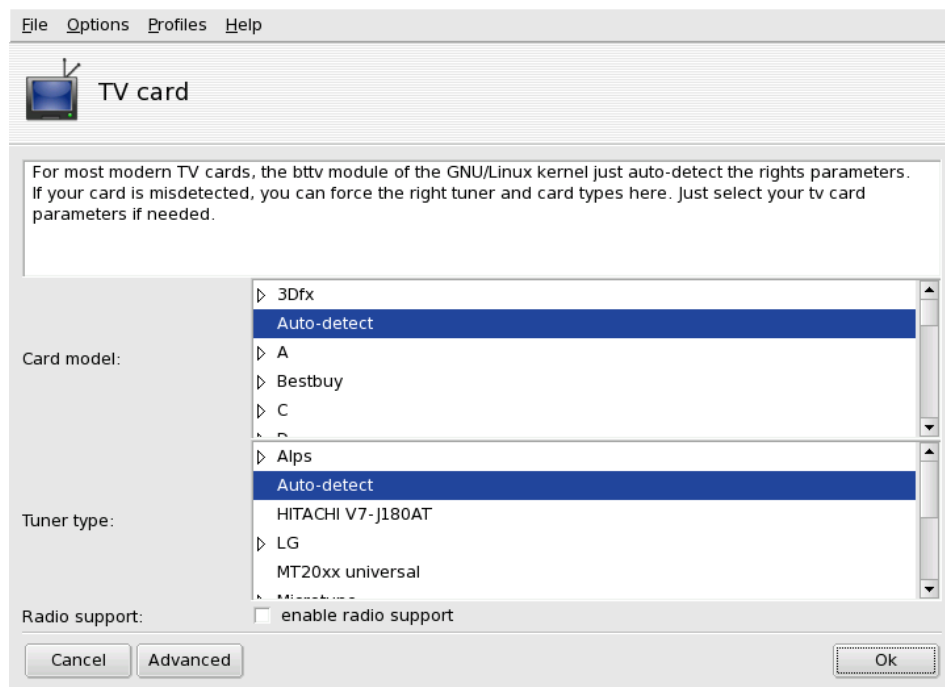 File Options Profiles Help
TV card
For most modern TV cards, the bttv module of the GNU/Linux kernel just auto-detect the rights parameters.
If your card is misdetected, you can force the right tuner and card types here. Just select your tv card
parameters if needed.
Card model:
3Dfx
Auto-detect
A
Bestbuy
C
Tuner type:
Alps
Auto-detect
HITACHI V7-J180AT
LG
MT20xx universal
Radio support:
enable radio support
Cancel Advanced Ok